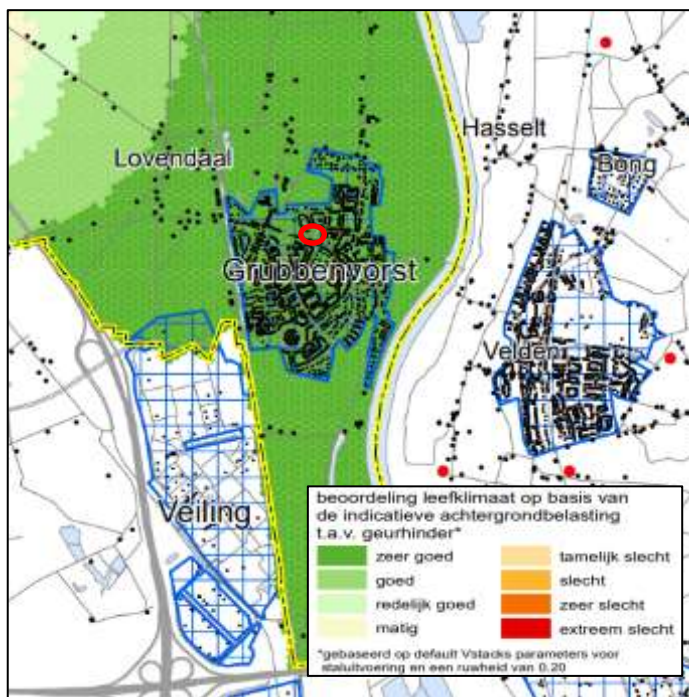 Hasselt
Lovendaal
Bong
Grubbenvorst
Velden
Veiling
beoordeling leefklimaat op basis van
de indicatieve achtergrondbelasting
t.a.v. geurhinder*
zeer goed
tamelijk slecht
goed
slecht
redelijk goed
zeer slecht
matig
extreem slecht
*gebaseerd op default Vstacks parameters voor
staluitvoering en een ruwheid van 0.20